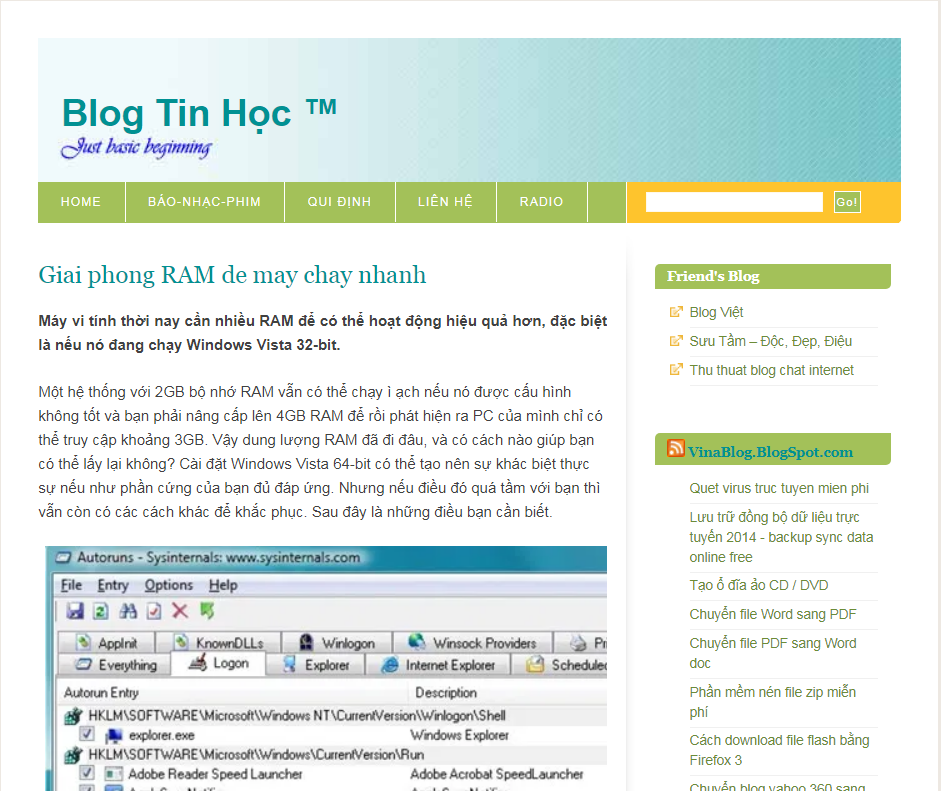 Blog Tin Học ™
Just basic beginning
HOME BÁO-NHẠC-PHIM QUI ĐỊNH LIÊN HỆ RADIO Go!
Giai phong RAM de may chay nhanh
Máy vi tính thời nay cần nhiều RAM để có thể hoạt động hiệu quả hơn, đặc biệt
là nếu nó đang chạy Windows Vista 32-bit.
Một hệ thống với 2GB bộ nhớ RAM vẫn có thể chạy ì ạch nếu nó được cấu hình
không tốt và bạn phải nâng cấp lên 4GB RAM để rồi phát hiện ra PC của mình chỉ có
thể truy cập khoảng 3GB. Vậy dung lượng RAM đã đi đâu, và có cách nào giúp bạn
có thể lấy lại không? Cài đặt Windows Vista 64-bit có thể tạo nên sự khác biệt thực
sự nếu như phần cứng của bạn đủ đáp ứng. Nhưng nếu điều đó quá tầm với bạn thì
vẫn còn có các cách khác để khắc phục. Sau đây là những điều bạn cần biết.
Autoruns - Sysinternals: www.sysinternals.com
File Entry Options Help
AppInit KnownDLLs Winlogon Winsock Providers
Everything Logon Explorer Internet Explorer Scheduled
Autorun Entry Description
HKLM\SOFTWARE\Microsoft\Windows NT\CurrentVersion\Winlogon\Shell
explorer.exe Windows Explorer
HKLM\SOFTWARE\Microsoft\Windows\CurrentVersion\Run
Adobe Reader Speed Launcher Adobe Acrobat SpeedLauncher
Friend's Blog
Blog Việt
Sưu Tầm – Độc, Đẹp, Điệu
Thu thuat blog chat internet
VinaBlog.BlogSpot.com
Quet virus truc tuyen mien phi
Lưu trữ đồng bộ dữ liệu trực
tuyến 2014 - backup sync data
online free
Tạo ổ đĩa ảo CD / DVD
Chuyển file Word sang PDF
Chuyển file PDF sang Word
doc
Phần mềm nén file zip miễn
phí
Cách download file flash bằng
Firefox 3
Chuyển blog yahoo 360 sang